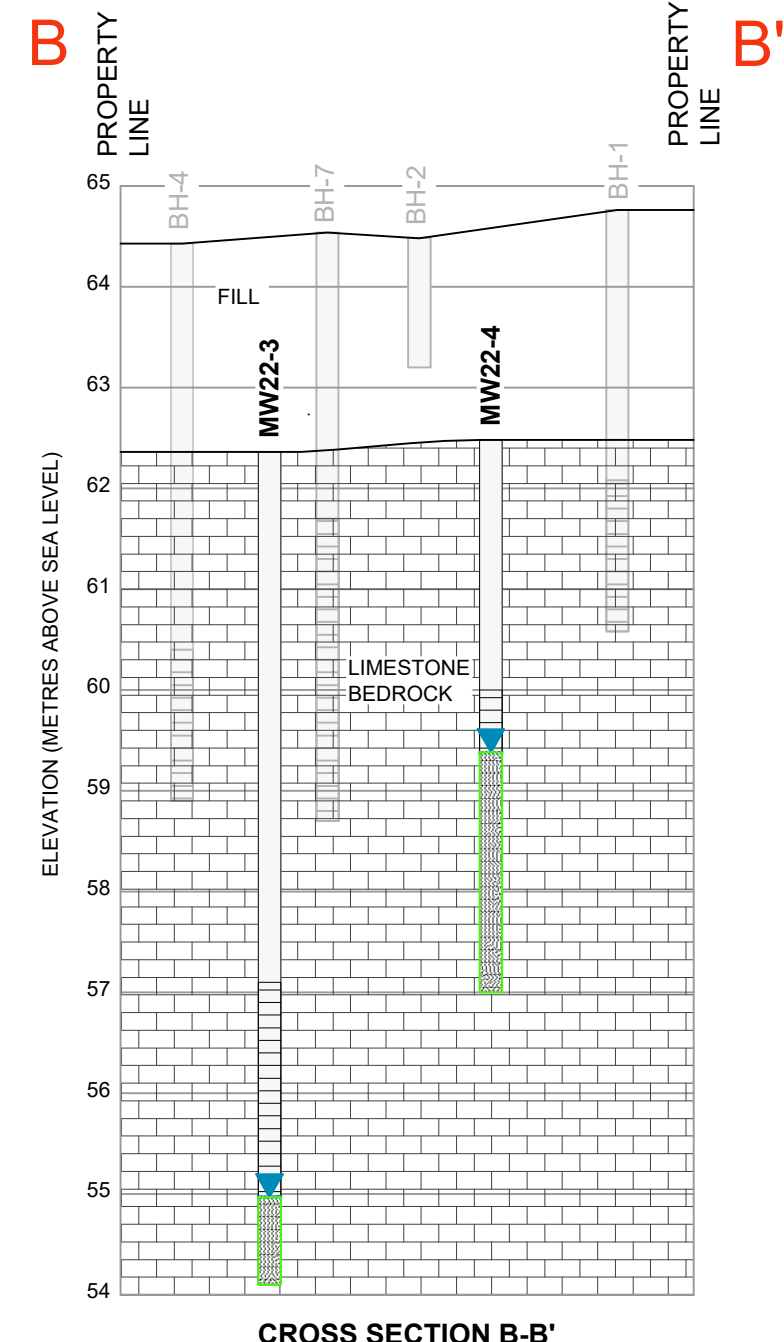 B
PROPERTY
LINE
PROPERTY
LINE
B'
BH-4
BH-7
BH-2
BH-1
65
64
63
62
61
60
59
58
57
56
55
54
FILL
MW22-3
MW22-4
ELEVATION (METRES ABOVE SEA LEVEL)
LIMESTONE
BEDROCK
CROSS SECTION B-B'